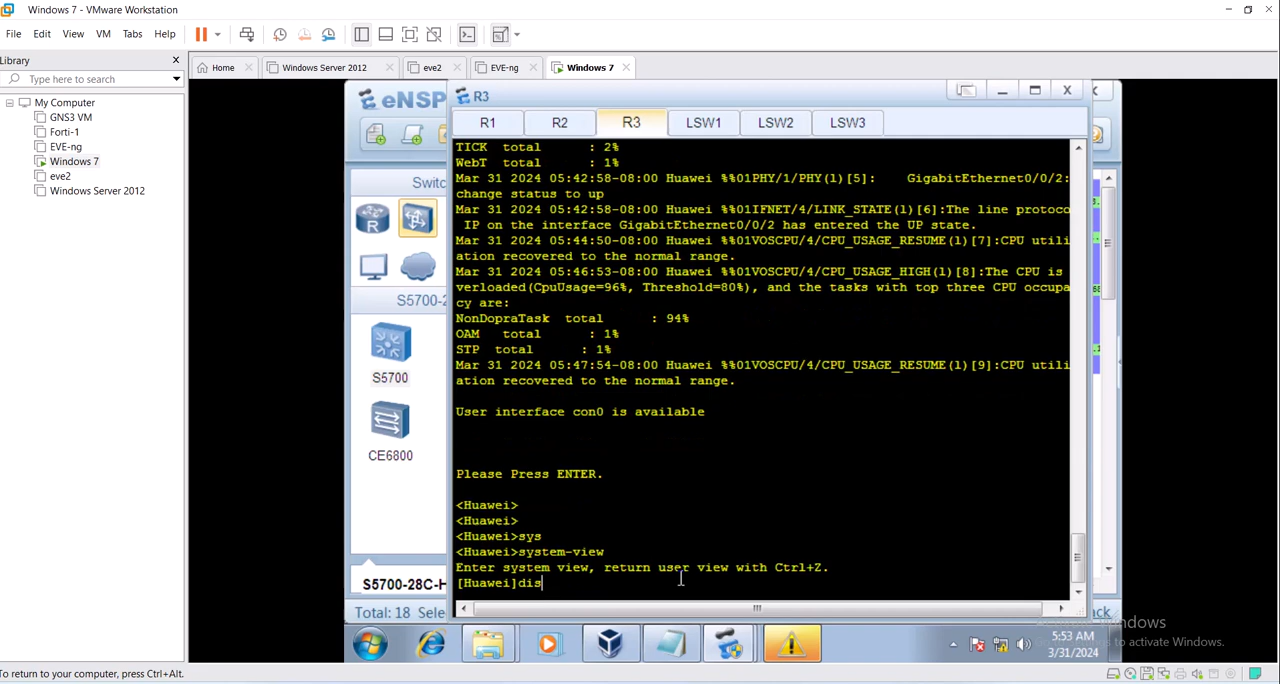 Windows 7 - VMware Workstation
File Edit View VM Tabs Help
Library
Type here to search
My Computer
GNS3 VM
Forti-1
EVE-ng
Windows 7
eve2
Windows Server 2012
Home
Windows Server 2012
eve2
EVE-ng
Windows 7
eNSP
R3
R1 R2 R3 LSW1 LSW2 LSW3
Swit
S5700-2
S5700
CE6800
S5700-28C-H
Total: 18 Sele
TICK total : 2%
WebT total : 1%
Mar 31 2024 05:42:58-08:00 Huawei %%01PHY/1/PHY(l)[5]: GigabitEthernet0/0/2:
change status to up
Mar 31 2024 05:42:58-08:00 Huawei %%01IFNET/4/LINK_STATE(l)[6]:The line protoco
IP on the interface GigabitEthernet0/0/2 has entered the UP state.
Mar 31 2024 05:44:50-08:00 Huawei %%01VOSCPU/4/CPU_USAGE_RESUME(l)[7]:CPU utili
ation recovered to the normal range.
Mar 31 2024 05:46:53-08:00 Huawei %%01VOSCPU/4/CPU_USAGE_HIGH(l)[8]:The CPU is
verloaded(CpuUsage=96%, Threshold=80%), and the tasks with top three CPU occupa
cy are:
NonDopraTask total : 94%
OAM total : 1%
STP total : 1%
Mar 31 2024 05:47:54-08:00 Huawei %%01VOSCPU/4/CPU_USAGE_RESUME(l)[9]:CPU utili
ation recovered to the normal range.
User interface con0 is available
Please Press ENTER.
<Huawei>
<Huawei>
<Huawei>sys
<Huawei>system-view
Enter system view, return user view with Ctrl+Z.
[Huawei]dis
5:53 AM
3/31/2024
to activate Windows.
To return to your computer, press Ctrl+Alt.